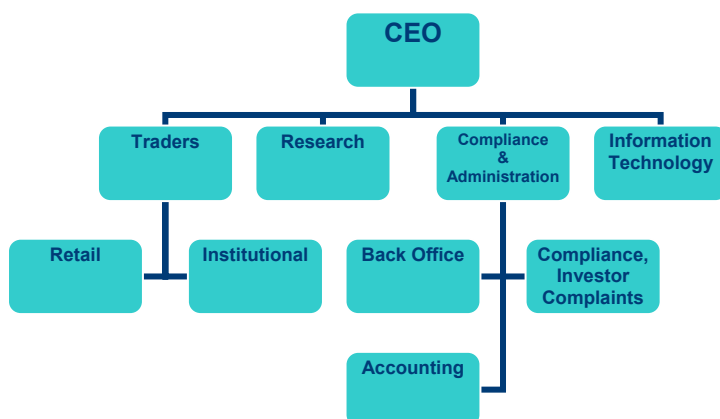 CEO
Traders
Research
Compliance
&
Administration
Information
Technology
Retail
Institutional
Back Office
Compliance,
Investor
Complaints
Accounting